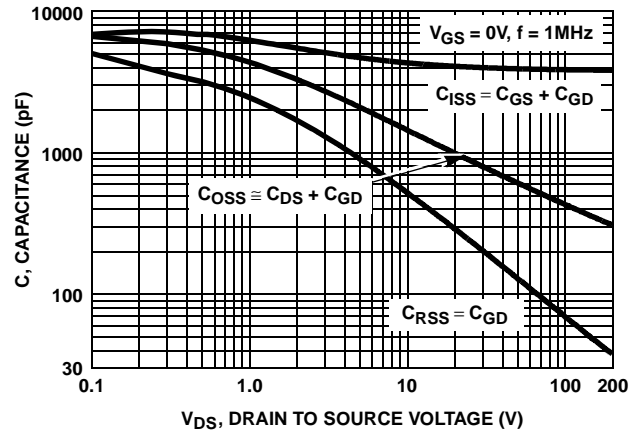 10000
1000
100
30
C, CAPACITANCE (pF)
V_GS = 0V, f = 1MHz
C_ISS = C_GS + C_GD
C_OSS ≅ C_DS + C_GD
C_RSS = C_GD
0.1 1.0 10 100 200
V_DS, DRAIN TO SOURCE VOLTAGE (V)